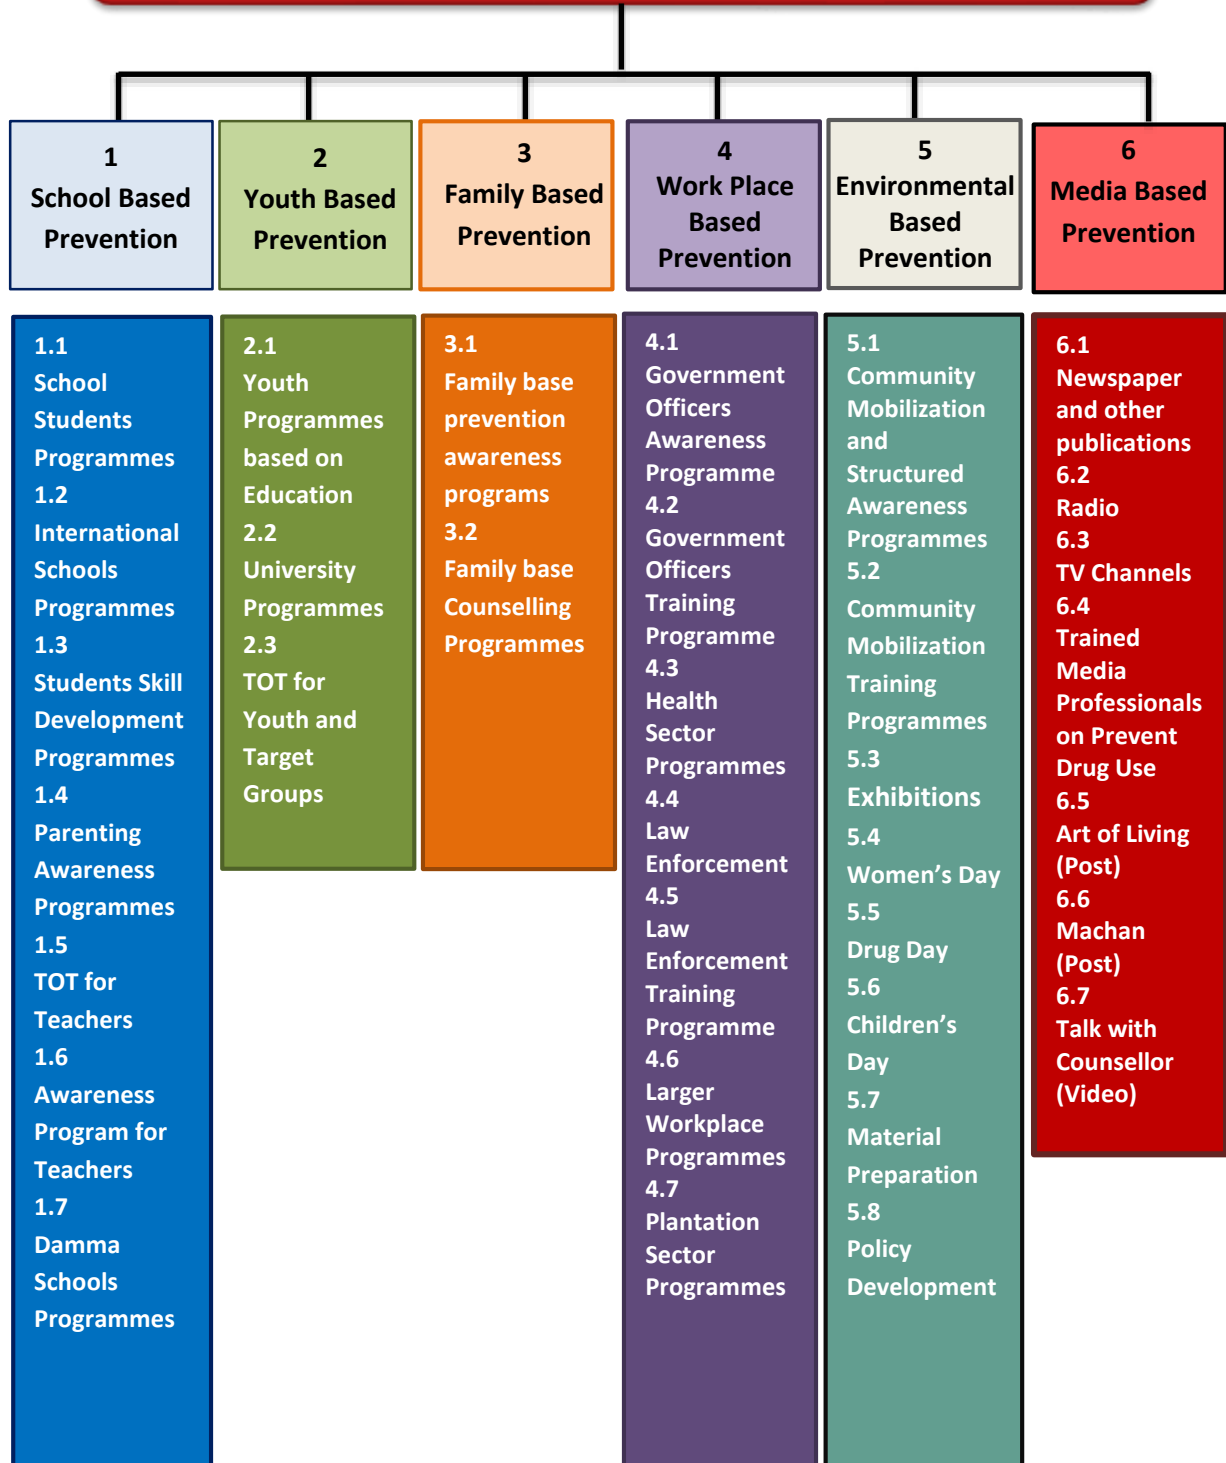 1
School Based
Prevention
2
Youth Based
Prevention
3
Family Based
Prevention
4
Work Place
Based
Prevention
5
Environmental
Based
Prevention
6
Media Based
Prevention
1.1
School
Students
Programmes
1.2
International
Schools
Programmes
1.3
Students Skill
Development
Programmes
1.4
Parenting
Awareness
Programmes
1.5
TOT for
Teachers
1.6
Awareness
Program for
Teachers
1.7
Damma
Schools
Programmes
2.1
Youth
Programmes
based on
Education
2.2
University
Programmes
2.3
TOT for
Youth and
Target
Groups
3.1
Family base
prevention
awareness
programs
3.2
Family base
Counselling
Programmes
4.1
Government
Officers
Awareness
Programme
4.2
Government
Officers
Training
Programme
4.3
Health
Sector
Programmes
4.4
Law
Enforcement
4.5
Law
Enforcement
Training
Programme
4.6
Larger
Workplace
Programmes
4.7
Plantation
Sector
Programmes
5.1
Community
Mobilization
and
Structured
Awareness
Programmes
5.2
Community
Mobilization
Training
Programmes
5.3
Exhibitions
5.4
Women’s Day
5.5
Drug Day
5.6
Children’s
Day
5.7
Material
Preparation
5.8
Policy
Development
6.1
Newspaper
and other
publications
6.2
Radio
6.3
TV Channels
6.4
Trained
Media
Professionals
on Prevent
Drug Use
6.5
Art of Living
(Post)
6.6
Machan
(Post)
6.7
Talk with
Counsellor
(Video)